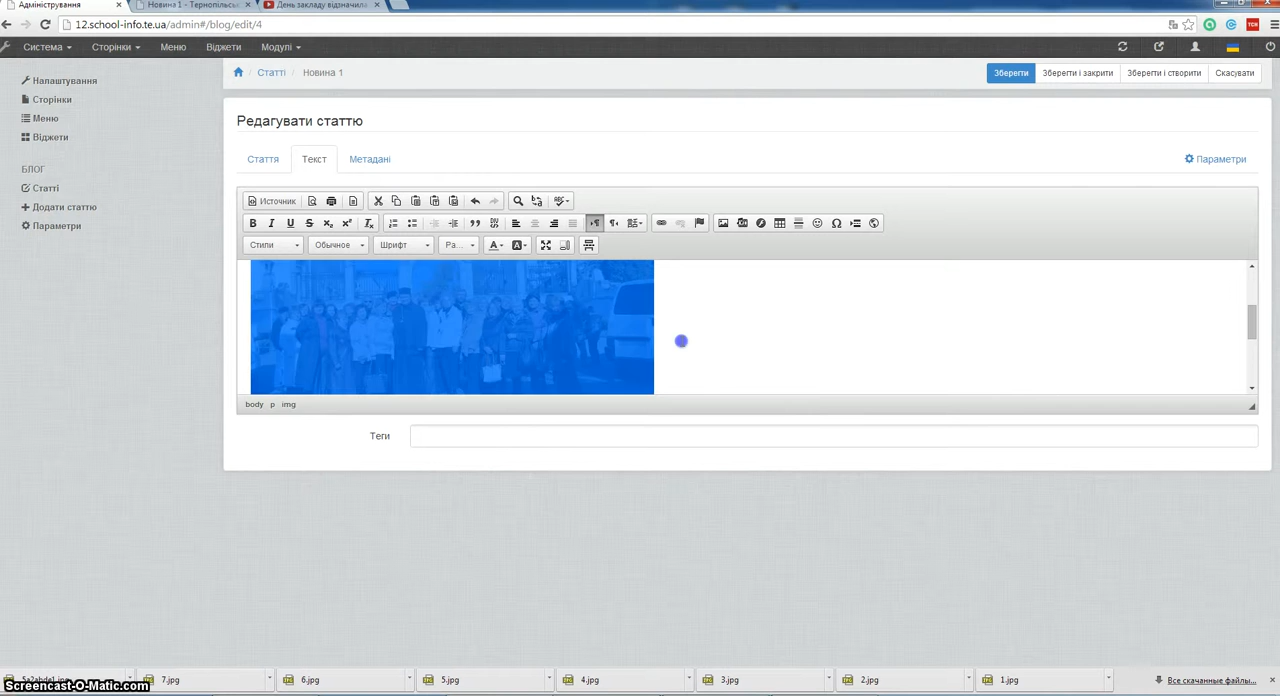 Адміністрування
Новина 1 - Тернопільськ
День закладу відзначила
12.school-info.te.ua/admin#/blog/edit/4
Система Сторінки Меню Віджети Модулі
Налаштування
Сторінки
Меню
Віджети
БЛОГ
Статті
Додати статтю
Параметри
Статті / Новина 1
Зберегти Зберегти і закрити Зберегти і створити Скасувати
Редагувати статтю
Стаття Текст Метадані Параметри
Источник
Стили Обычное Шрифт Ра...
body p img
Теги
7.jpg 6.jpg 5.jpg 4.jpg 3.jpg 2.jpg 1.jpg Все скачанные файлы...
Screencast-O-Matic.com